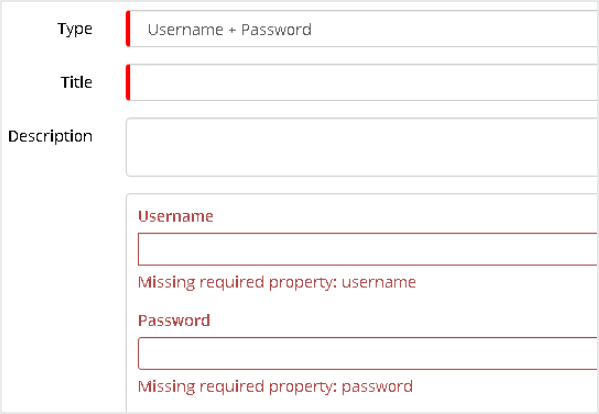 Type
Username + Password
Title
Description
Username
Missing required property: username
Password
Missing required property: password